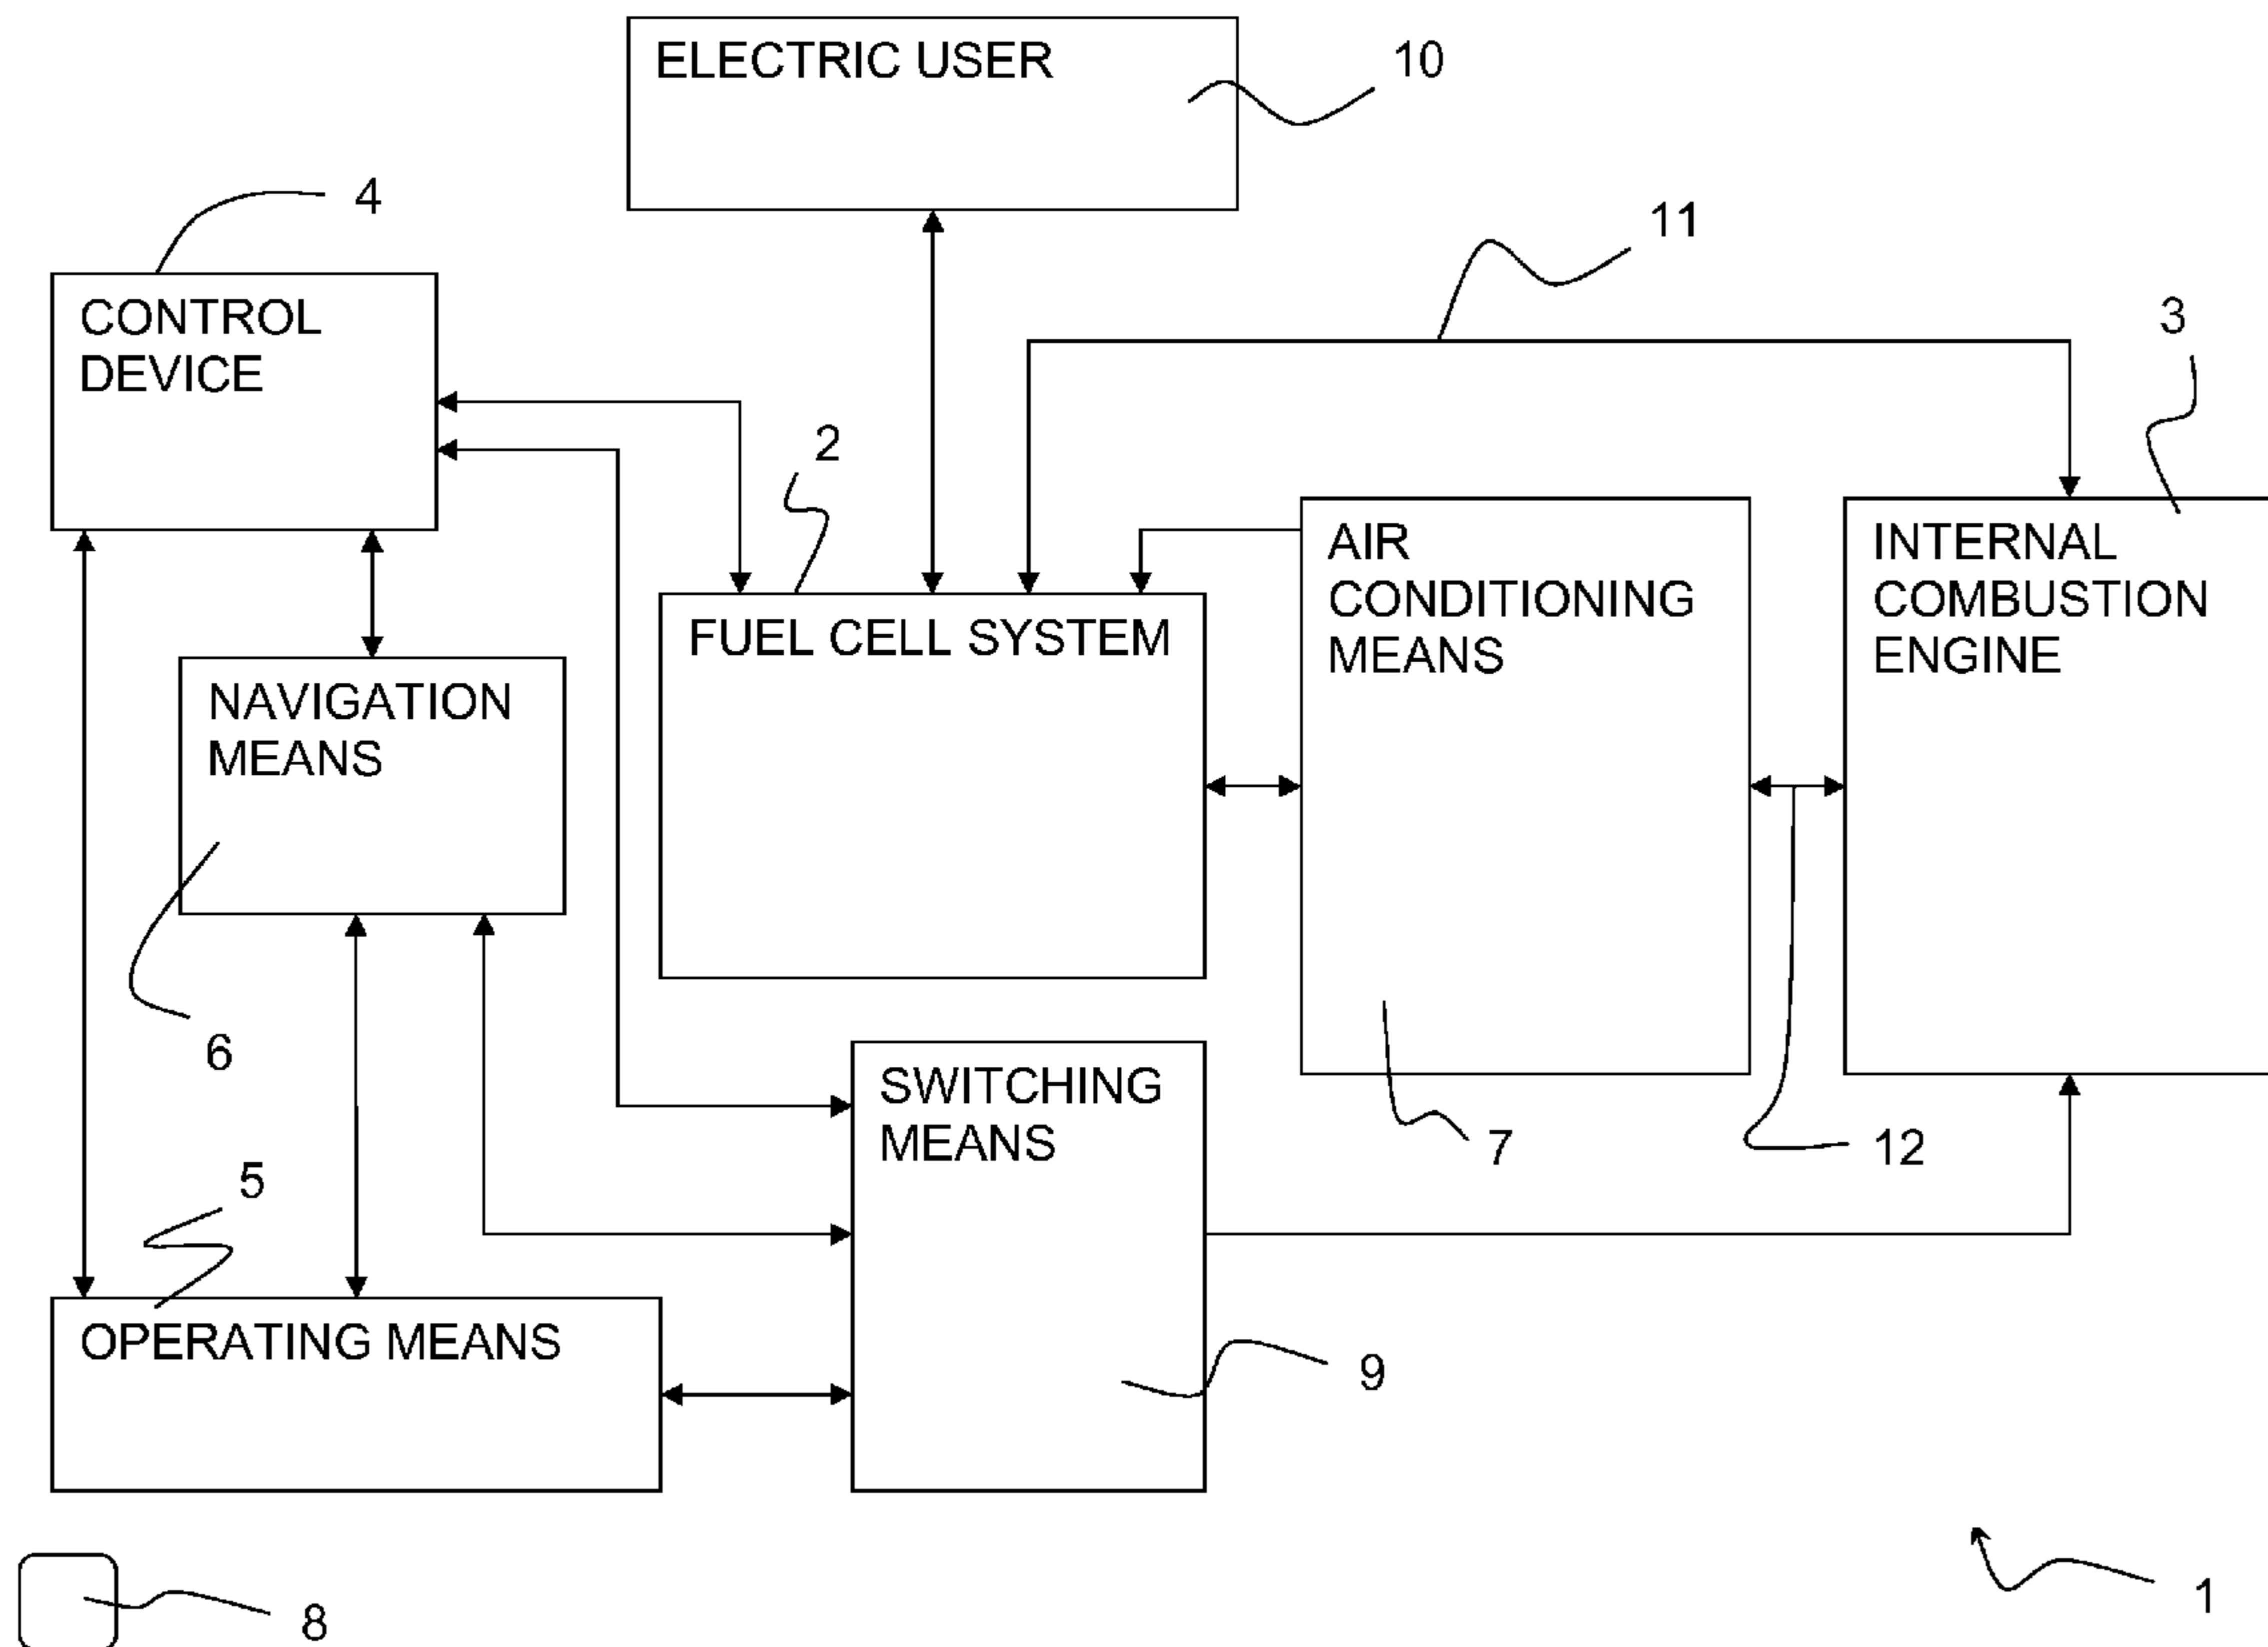 ELECTRIC USER
10
4
11
CONTROL
DEVICE
3
2
AIR
CONDITIONING
MEANS
INTERNAL
COMBUSTION
ENGINE
FUEL CELL SYSTEM
NAVIGATION
MEANS
6
SWITCHING
MEANS
7
12
5
OPERATING MEANS
9
8
1